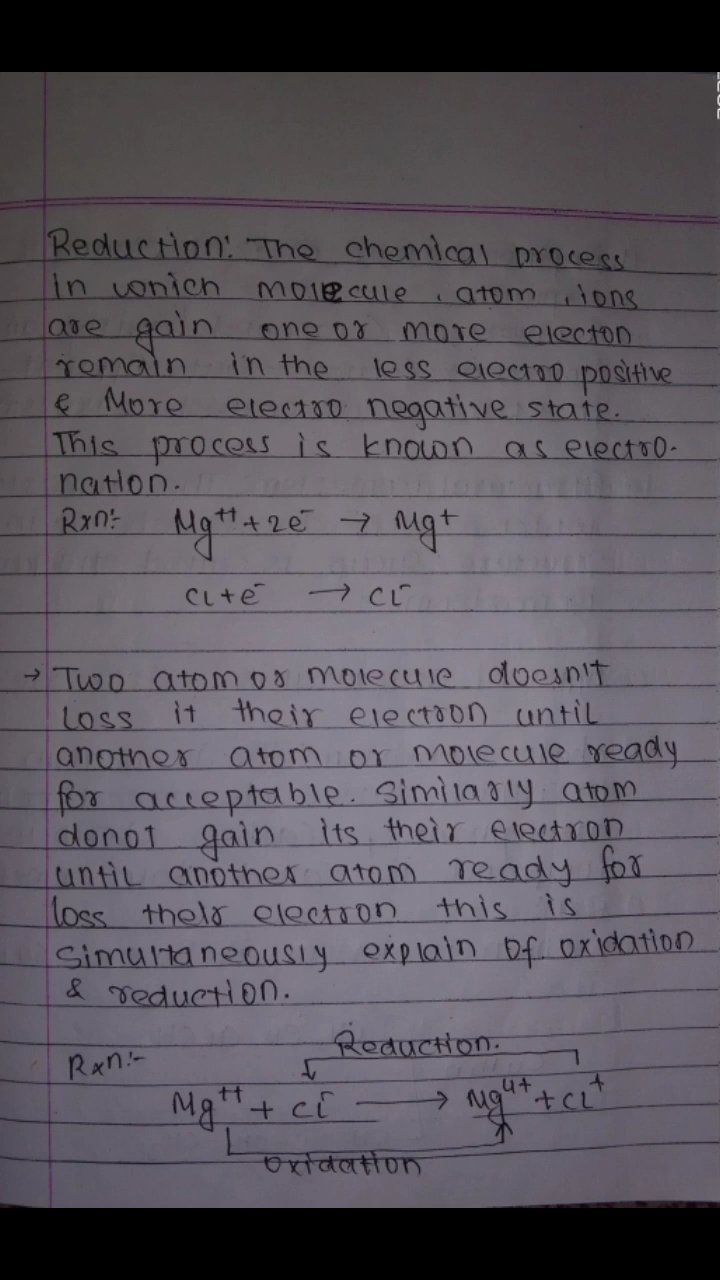 Reduction: The chemical process
in which molecule, atom, ions
are gain one or more electon
remain in the less electro positive
& More electro negative state.
This process is known as electro-
nation.
Rxn:- Mg⁺⁺ + 2e⁻ → Mg⁺
Cl + e⁻ → Cl⁻
→ Two atom or molecule doesn't
loss it their electron until
another atom or molecule ready
for acceptable. Similarly atom
donot gain its their electron
until another atom ready for
loss their electron this is
simultaneously explain of oxidation
& reduction.
Reduction.
Rxn:-
Mg⁺⁺ + Cl⁻ → Mg⁴⁺ + Cl⁺
oxidation